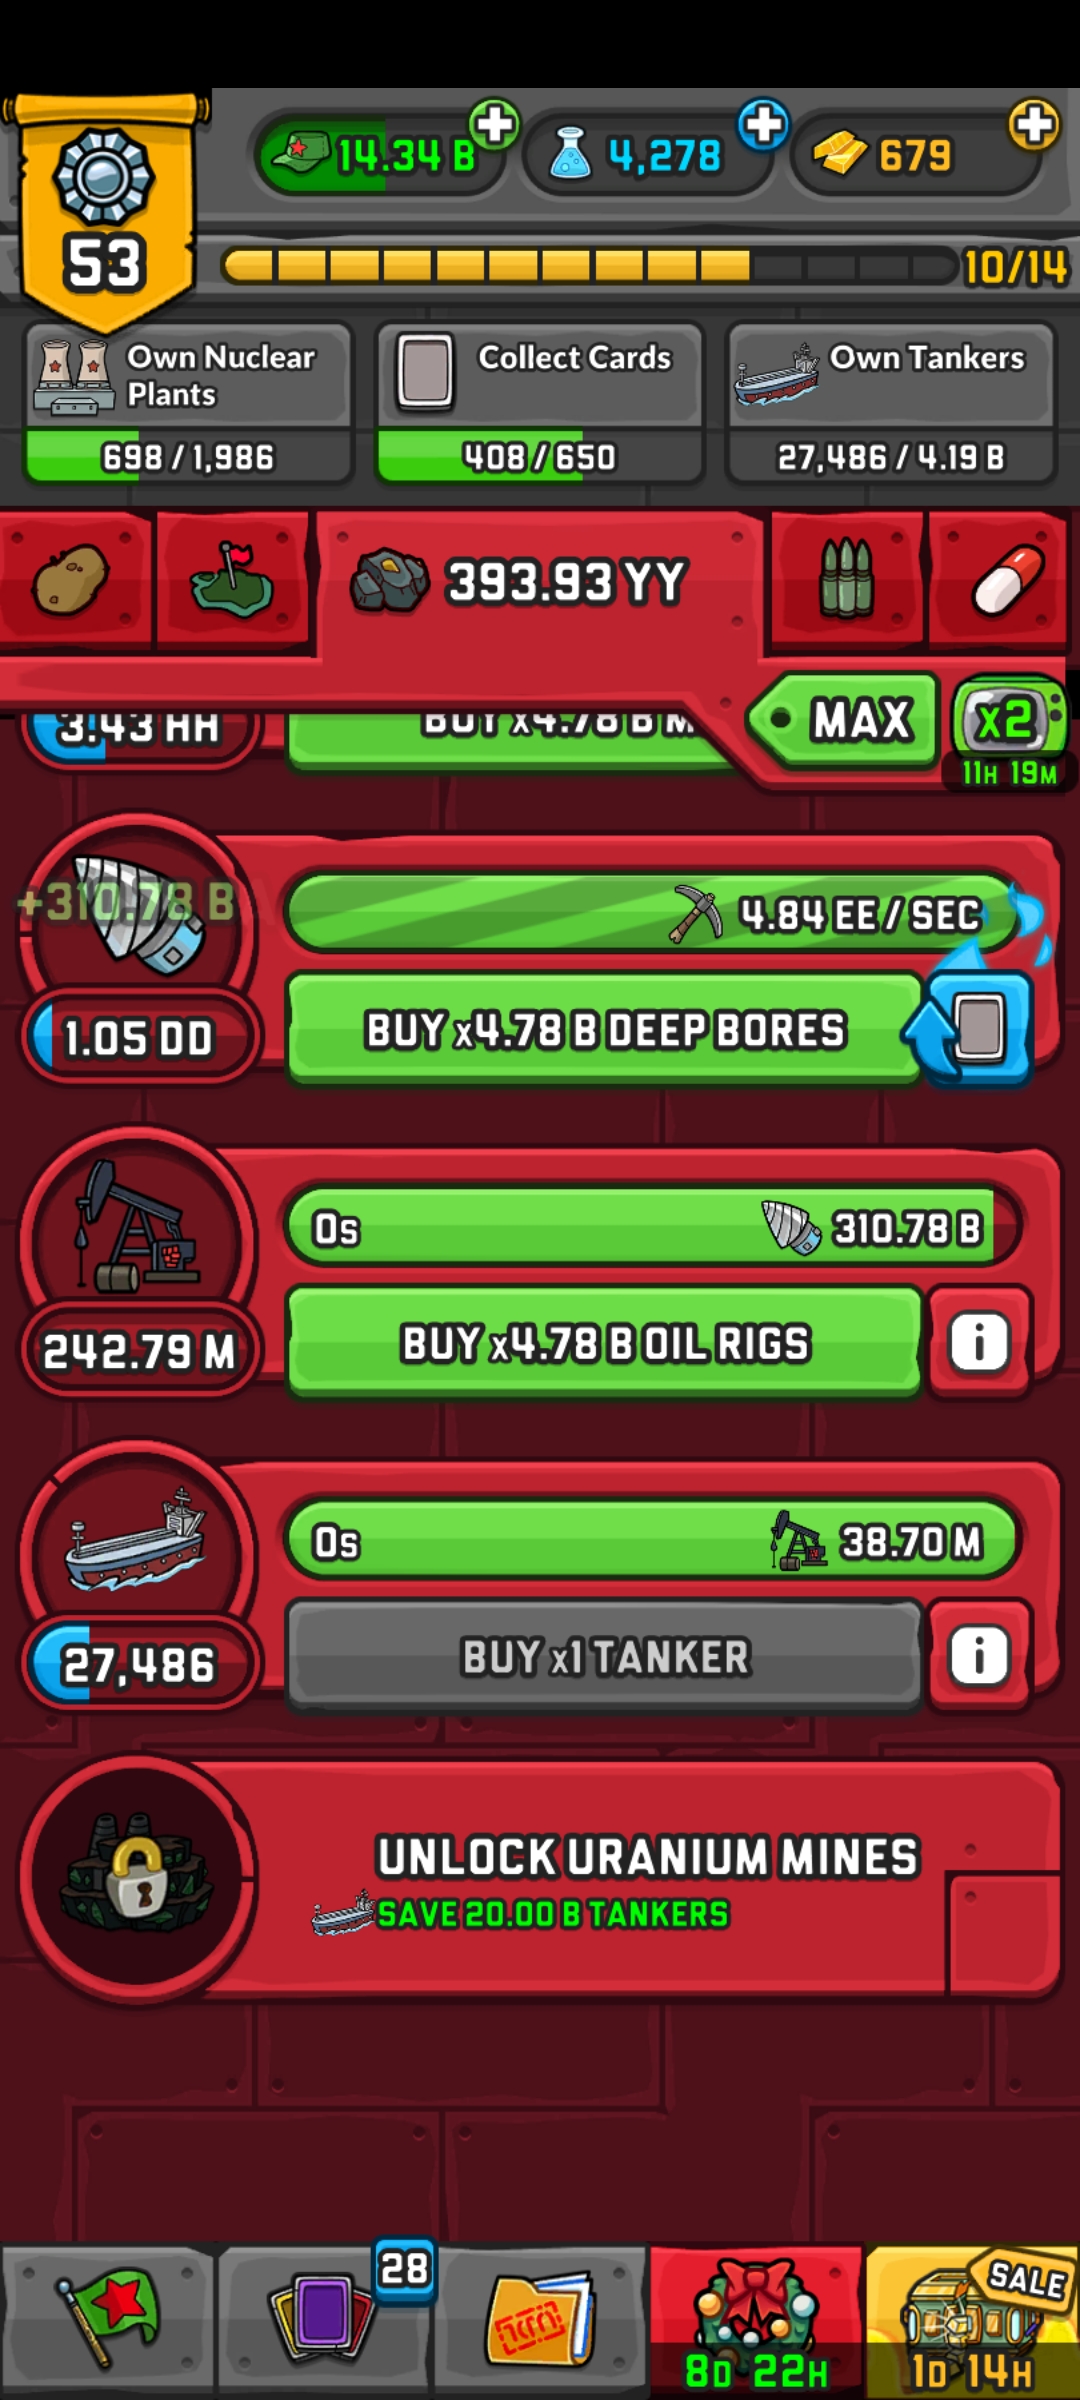 14.34 B
4,278
679
53
10/14
Own Nuclear
Plants
698 / 1,986
Collect Cards
408 / 650
Own Tankers
27,486 / 4.19 B
393.93 YY
MAX
x2
11H 19M
3.43 HH
BUY x4.78 B M
+310.78 B
4.84 EE / SEC
1.05 DD
BUY x4.78 B DEEP BORES
0s
310.78 B
242.79 M
BUY x4.78 B OIL RIGS
i
0s
38.70 M
27,486
BUY x1 TANKER
i
UNLOCK URANIUM MINES
SAVE 20.00 B TANKERS
28
8D 22H
SALE
1D 14H